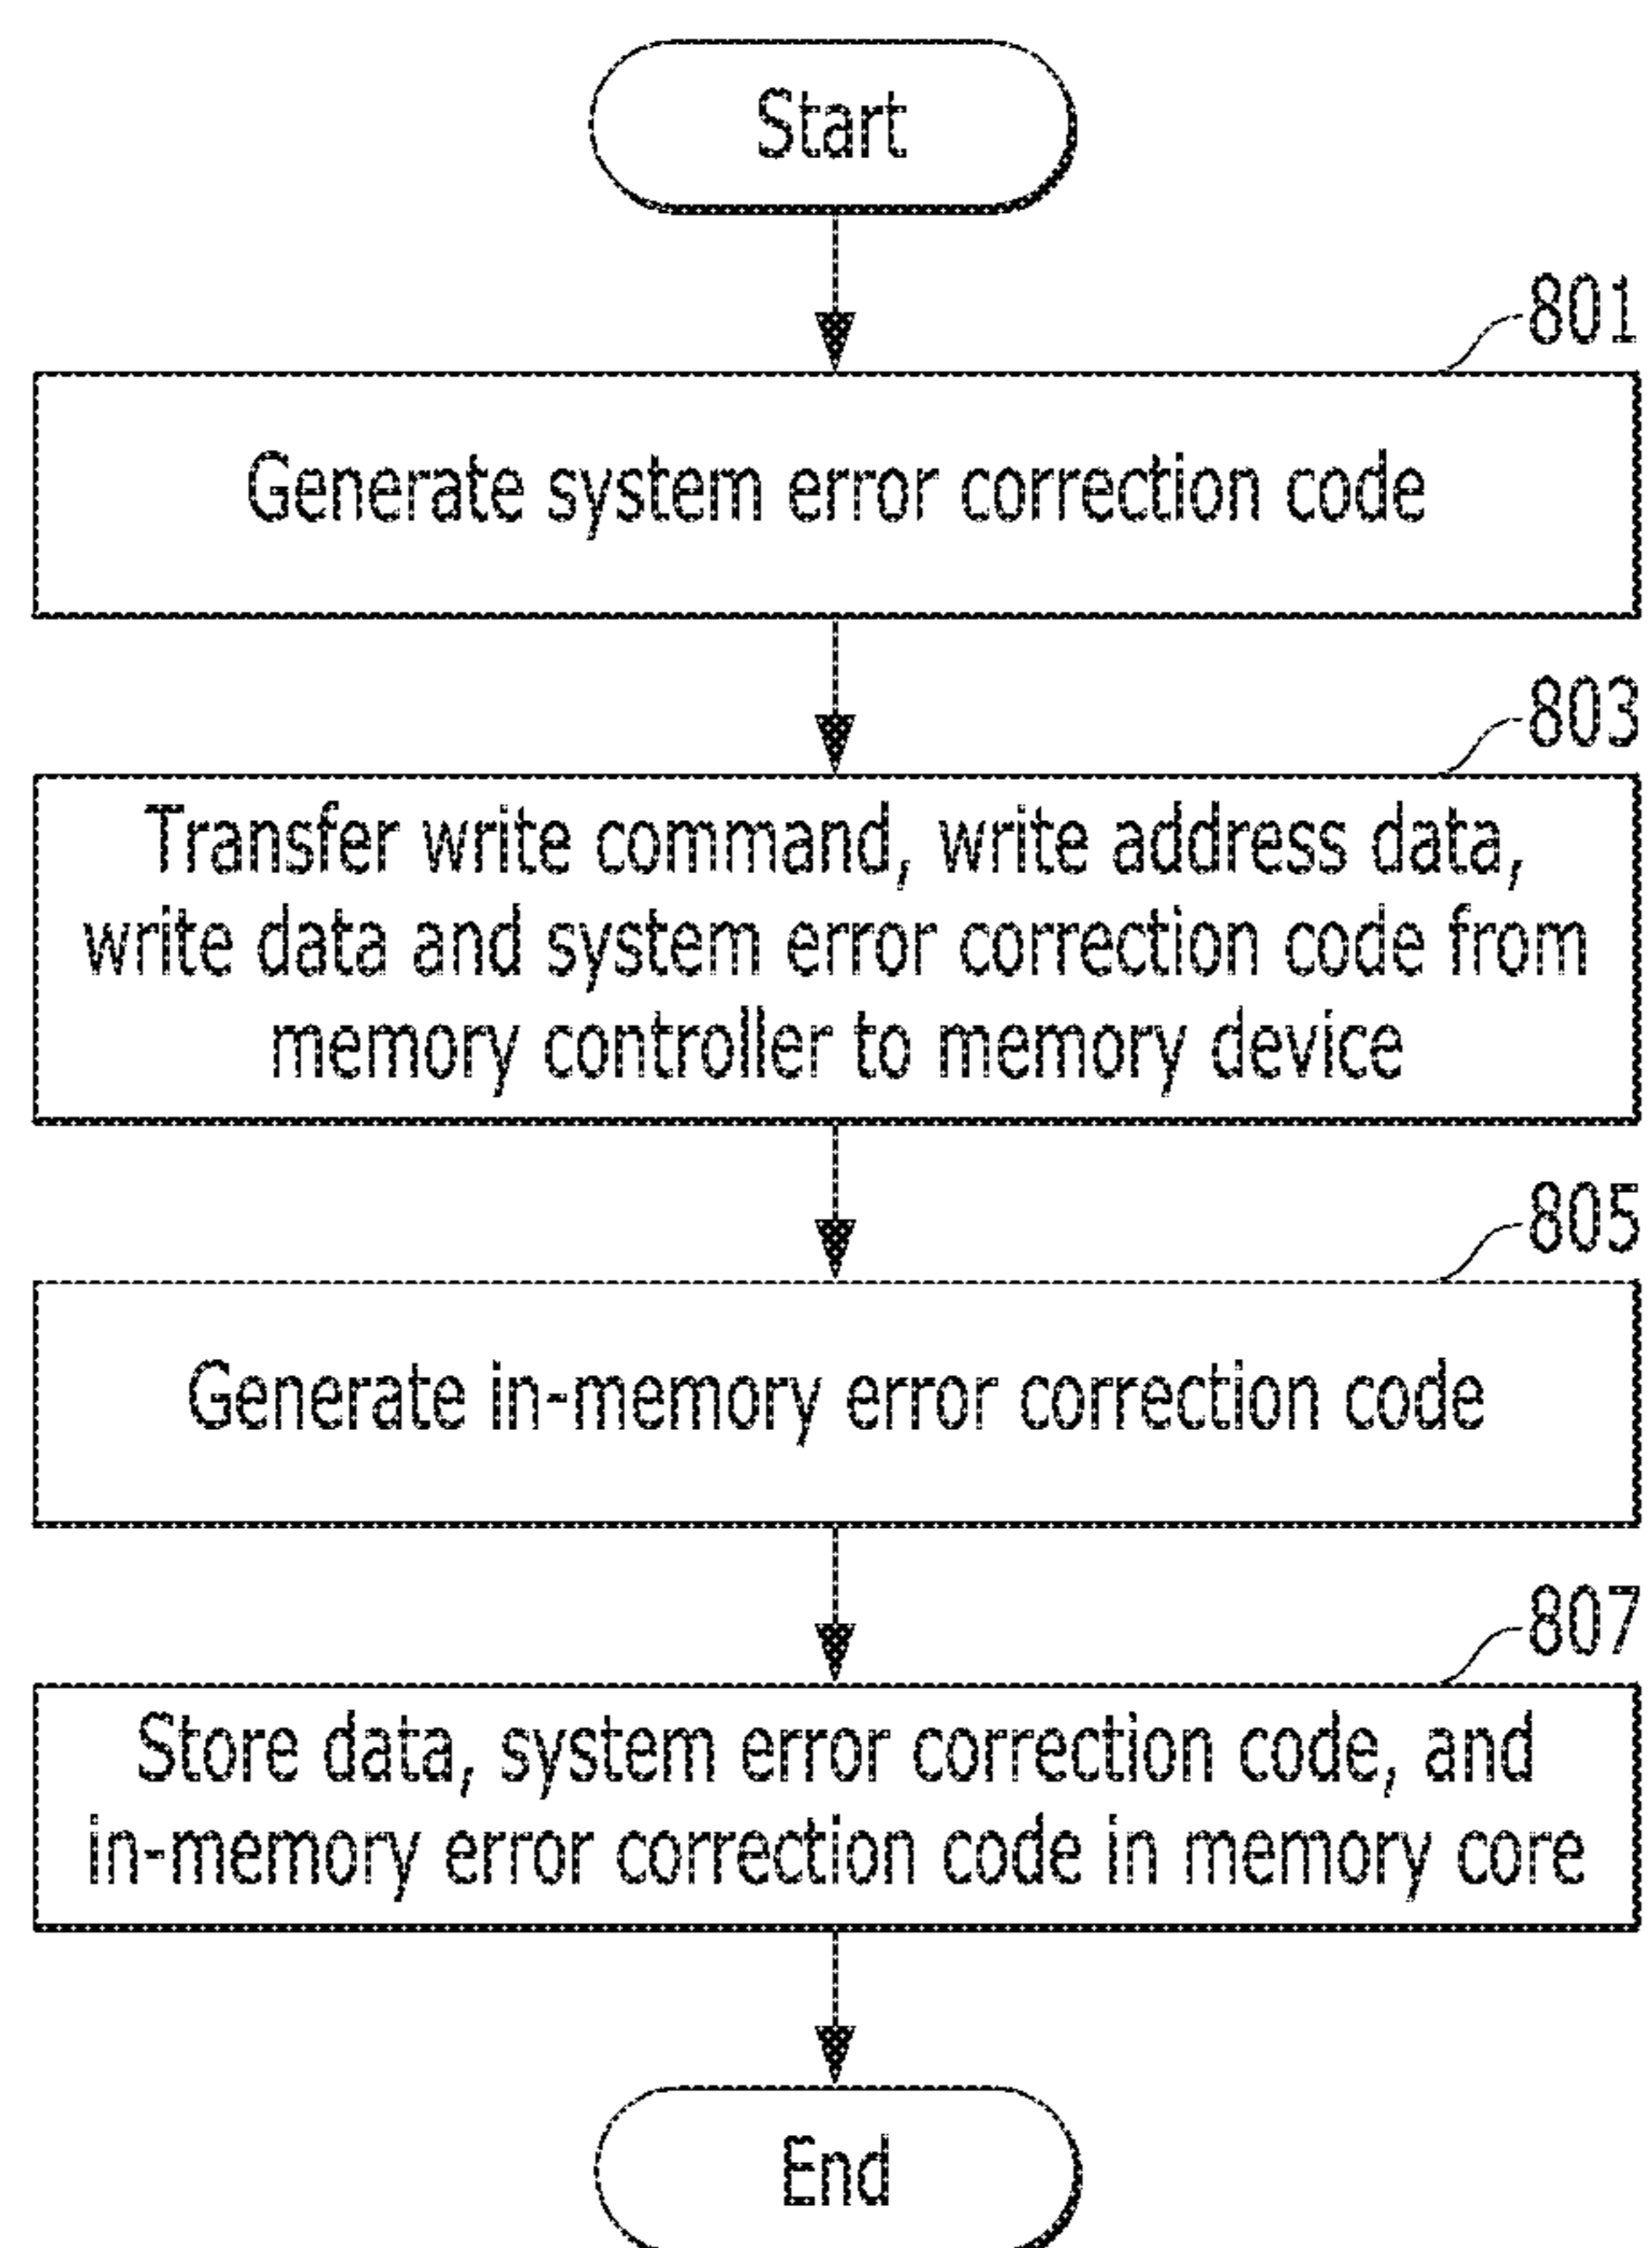 Start
801
Generate system error correction code
803
Transfer write command, write address data,
write data and system error correction code from
memory controller to memory device
805
Generate in-memory error correction code
807
Store data, system error correction code, and
in-memory error correction code in memory core
End